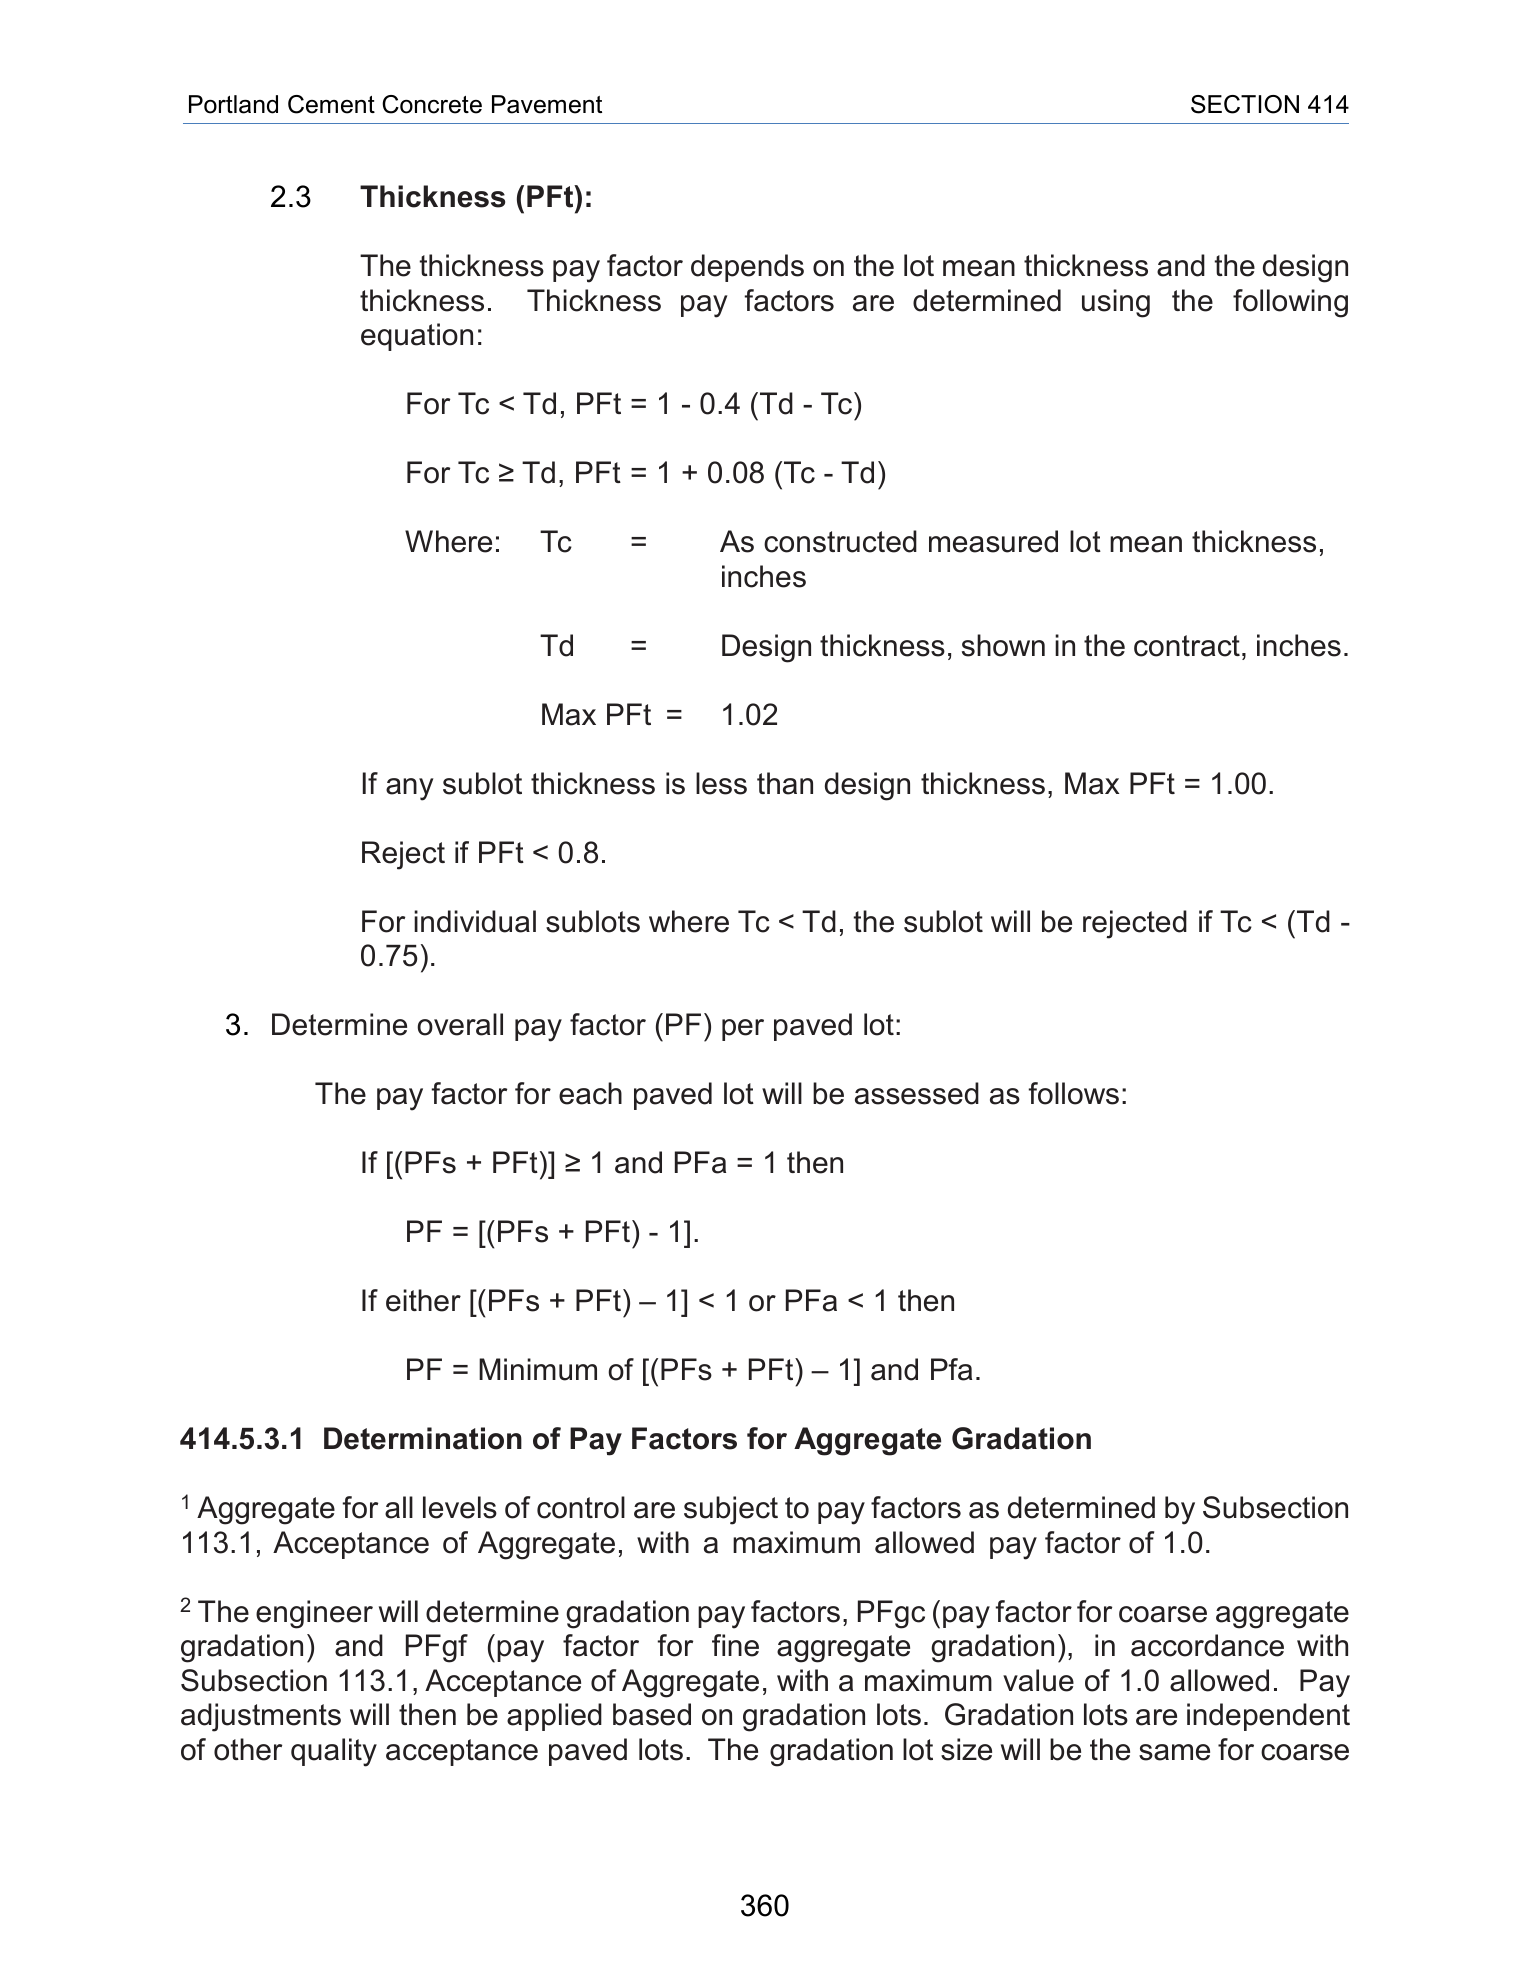 Portland Cement Concrete Pavement SECTION 414
2.3 Thickness (PFt):
The thickness pay factor depends on the lot mean thickness and the design
thickness. Thickness pay factors are determined using the following
equation:
For Tc < Td, PFt = 1 - 0.4 (Td - Tc)
For Tc ≥ Td, PFt = 1 + 0.08 (Tc - Td)
Where: Tc = As constructed measured lot mean thickness,
inches
Td = Design thickness, shown in the contract, inches.
Max PFt = 1.02
If any sublot thickness is less than design thickness, Max PFt = 1.00.
Reject if PFt < 0.8.
For individual sublots where Tc < Td, the sublot will be rejected if Tc < (Td -
0.75).
3. Determine overall pay factor (PF) per paved lot:
The pay factor for each paved lot will be assessed as follows:
If [(PFs + PFt)] ≥ 1 and PFa = 1 then
PF = [(PFs + PFt) - 1].
If either [(PFs + PFt) – 1] < 1 or PFa < 1 then
PF = Minimum of [(PFs + PFt) – 1] and Pfa.
414.5.3.1 Determination of Pay Factors for Aggregate Gradation
1 Aggregate for all levels of control are subject to pay factors as determined by Subsection
113.1, Acceptance of Aggregate, with a maximum allowed pay factor of 1.0.
2 The engineer will determine gradation pay factors, PFgc (pay factor for coarse aggregate
gradation) and PFgf (pay factor for fine aggregate gradation), in accordance with
Subsection 113.1, Acceptance of Aggregate, with a maximum value of 1.0 allowed. Pay
adjustments will then be applied based on gradation lots. Gradation lots are independent
of other quality acceptance paved lots. The gradation lot size will be the same for coarse
360